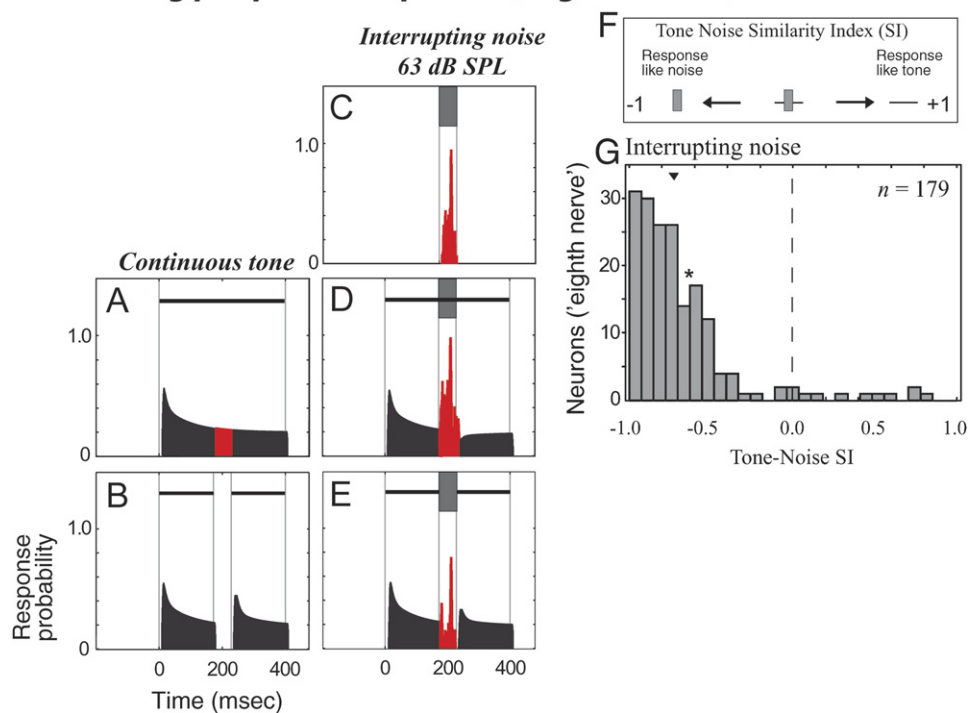 Interrupting noise
63 dB SPL
C
1.0
0
Continuous tone
A
1.0
0
D
B
1.0
0
E
Response
probability
0 200 400
0 200 400
Time (msec)
F
Tone Noise Similarity Index (SI)
Response
like noise
Response
like tone
-1
+1
G Interrupting noise
n = 179
*
30
20
10
0
Neurons ('eighth nerve')
-1.0 -0.5 0.0 0.5 1.0
Tone-Noise SI